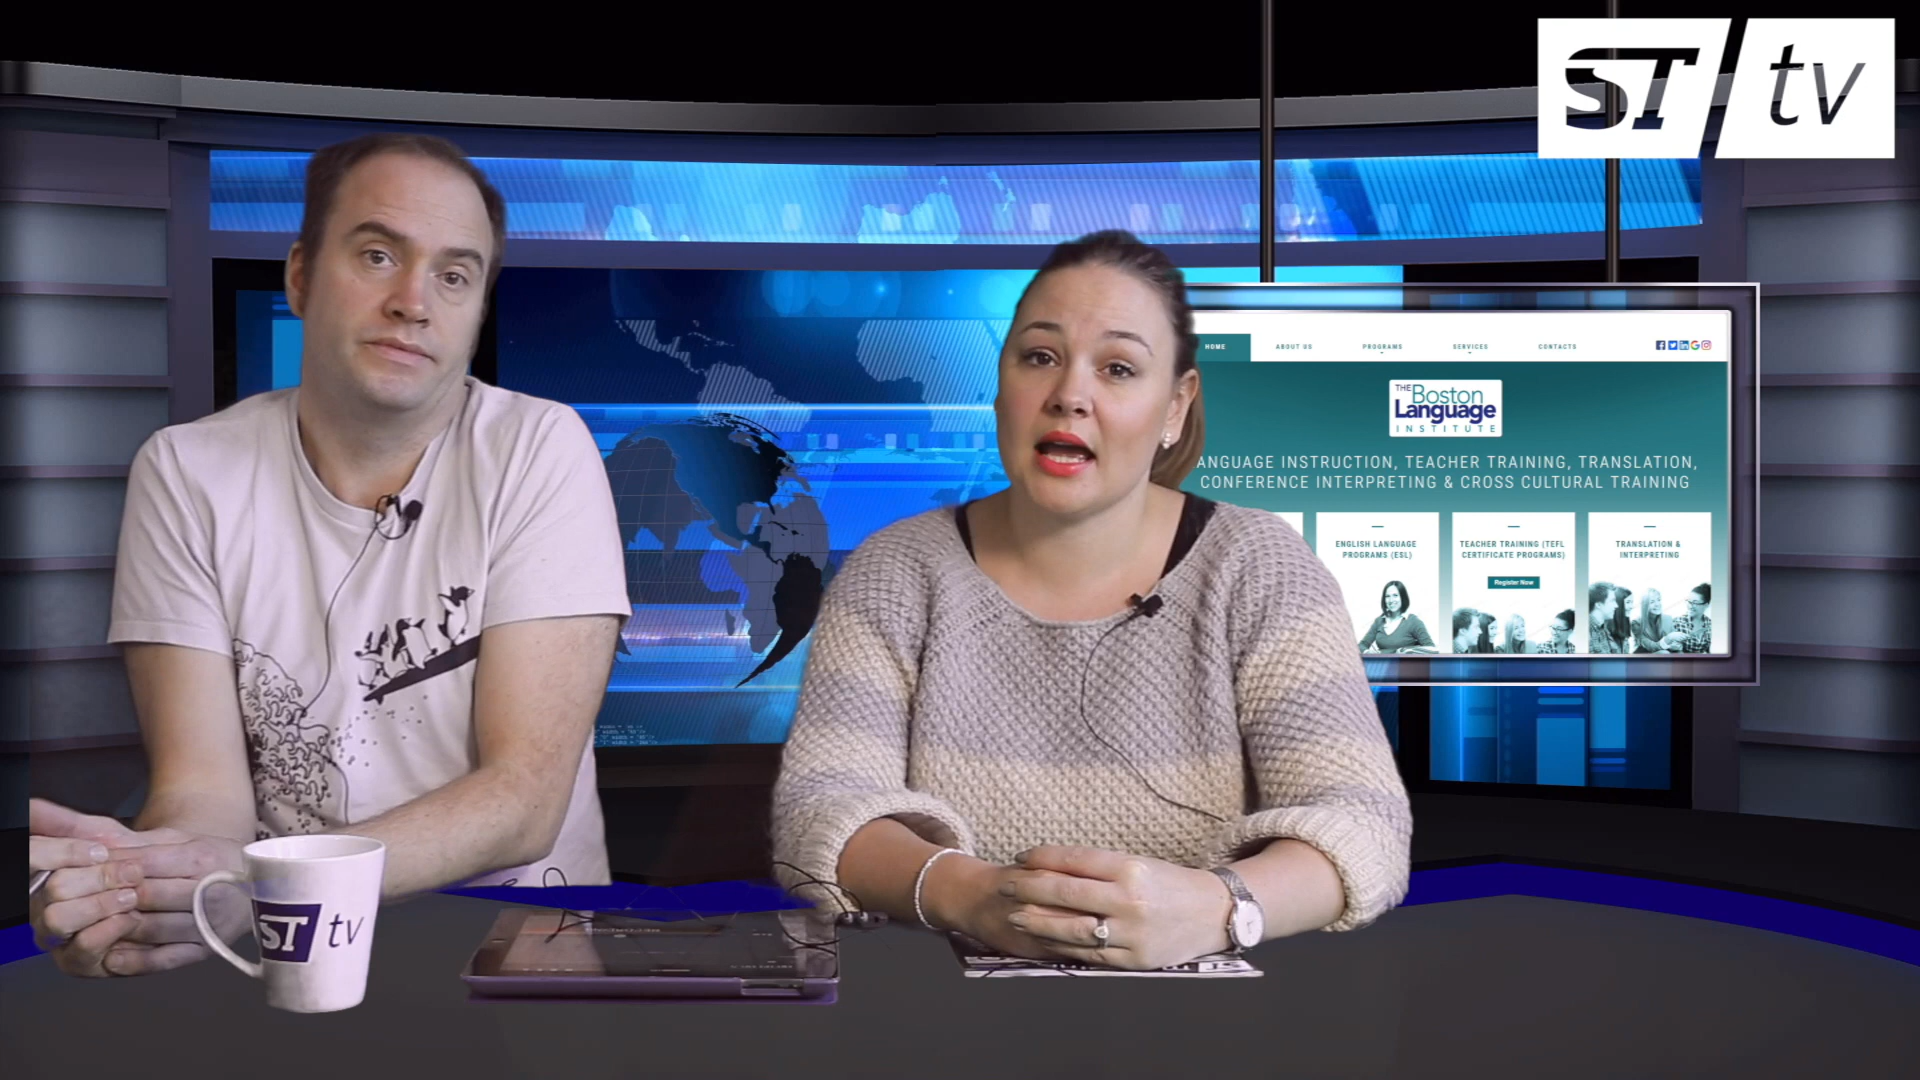 ST tv
HOME ABOUT US PROGRAMS SERVICES CONTACTS
THE Boston
Language
INSTITUTE
ANGUAGE INSTRUCTION, TEACHER TRAINING, TRANSLATION,
CONFERENCE INTERPRETING & CROSS CULTURAL TRAINING
ENGLISH LANGUAGE
PROGRAMS (ESL)
TEACHER TRAINING (TEFL
CERTIFICATE PROGRAMS)
Register Now
TRANSLATION &
INTERPRETING
ST tv